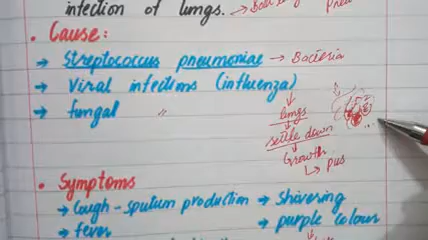 infection of lungs. →
• Cause:
→ Streptococcus pneumoniae → Bacteria
→ Viral infections (influenza)
→ fungal "
lungs
settle down
Growth
↳ pus
• Symptoms
→ Cough - sputum production → Shivering
→ fever → purple colour